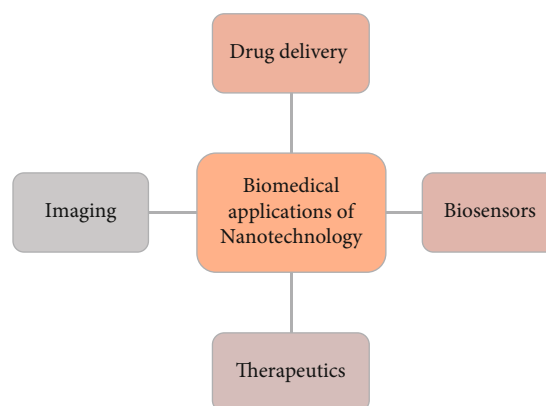 Drug delivery
Imaging
Biomedical
applications of
Nanotechnology
Biosensors
Therapeutics